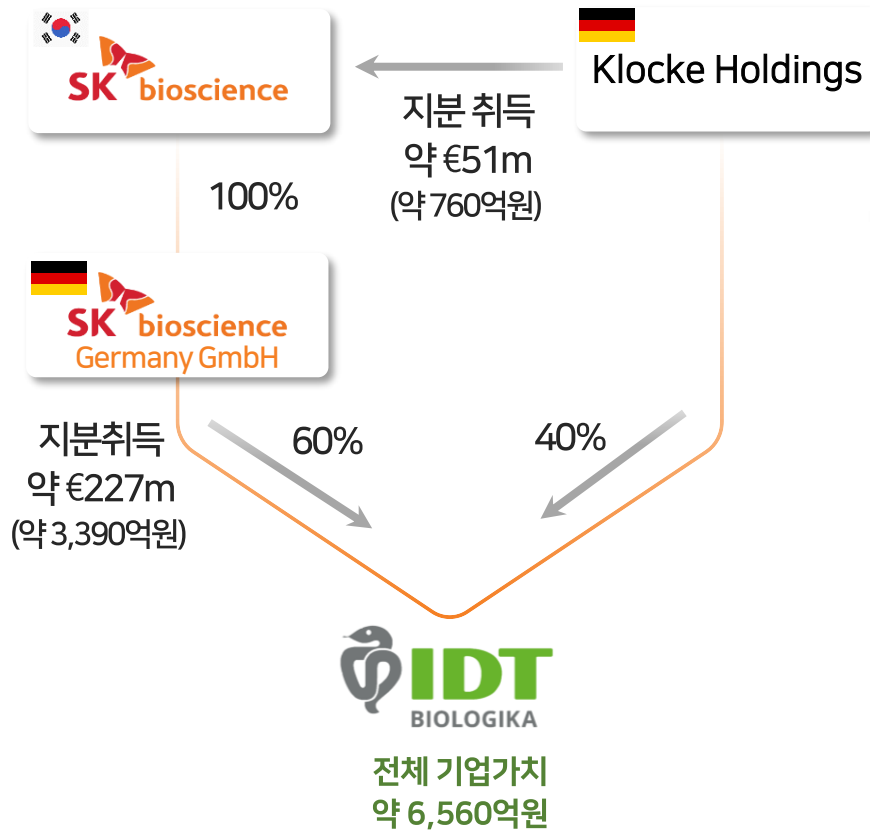 SK bioscience
Klocke Holdings
지분 취득
약 €51m
(약 760억원)
100%
SK bioscience
Germany GmbH
지분취득
약 €227m
(약 3,390억원)
60%
40%
IDT
BIOLOGIKA
전체 기업가치
약 6,560억원